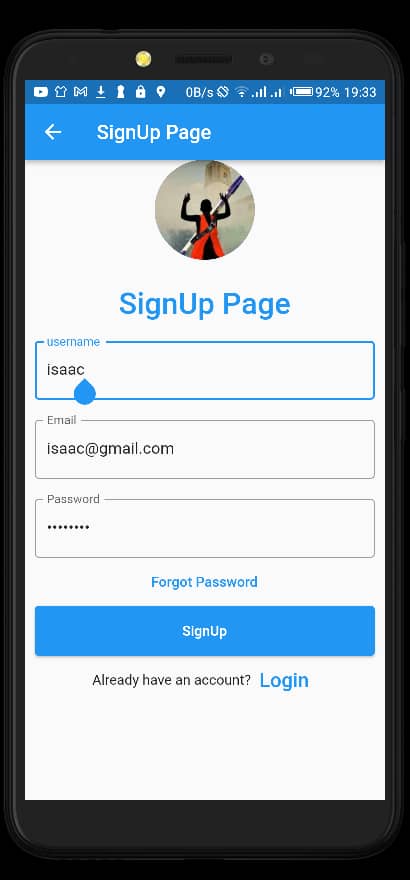 0B/s 92% 19:33
SignUp Page
SignUp Page
username
isaac
Email
isaac@gmail.com
Password
••••••••
Forgot Password
SignUp
Already have an account? Login